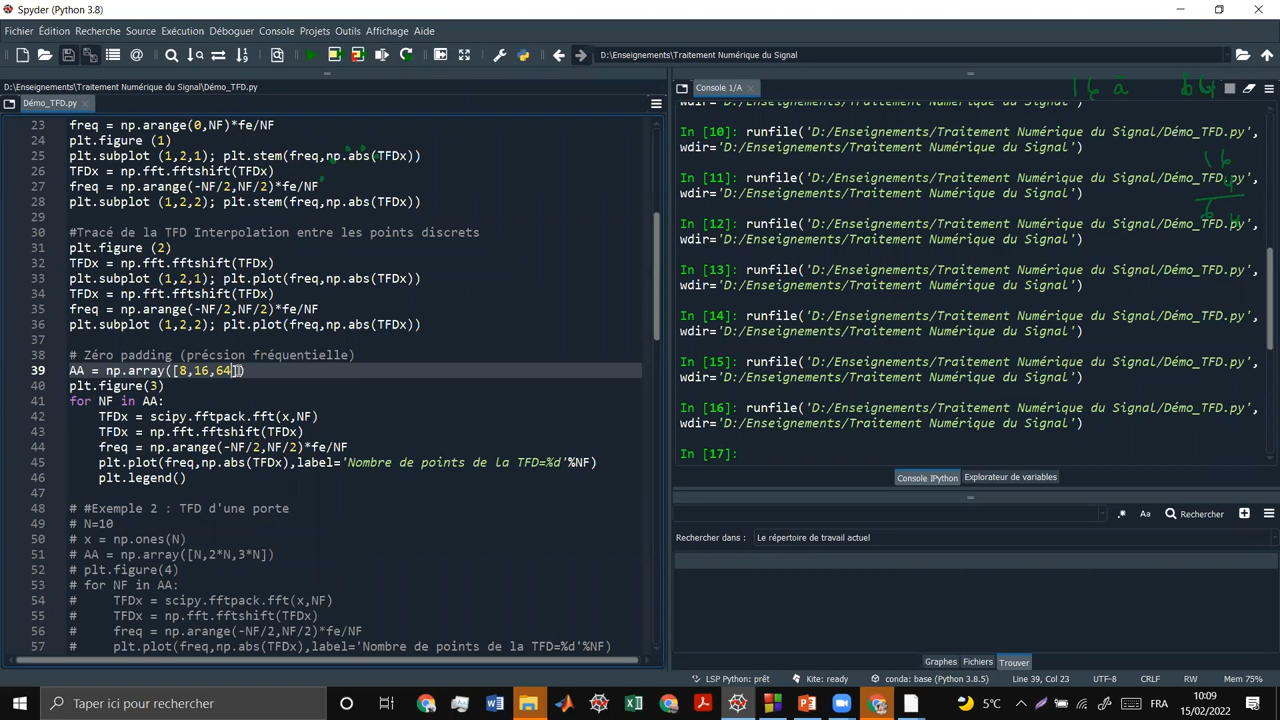 Spyder (Python 3.8)
Fichier Édition Recherche Source Exécution Déboguer Console Projets Outils Affichage Aide
D:\Enseignements\Traitement Numérique du Signal
D:\Enseignements\Traitement Numérique du Signal\Démo_TFD.py
Démo_TFD.py
23 freq = np.arange(0,NF)*fe/NF
24 plt.figure (1)
25 plt.subplot (1,2,1); plt.stem(freq,np.abs(TFDx))
26 TFDx = np.fft.fftshift(TFDx)
27 freq = np.arange(-NF/2,NF/2)*fe/NF
28 plt.subplot (1,2,2); plt.stem(freq,np.abs(TFDx))
29
30 #Tracé de la TFD Interpolation entre les points discrets
31 plt.figure (2)
32 TFDx = np.fft.fftshift(TFDx)
33 plt.subplot (1,2,1); plt.plot(freq,np.abs(TFDx))
34 TFDx = np.fft.fftshift(TFDx)
35 freq = np.arange(-NF/2,NF/2)*fe/NF
36 plt.subplot (1,2,2); plt.plot(freq,np.abs(TFDx))
37
38 # Zéro padding (précsion fréquentielle)
39 AA = np.array([8,16,64])
40 plt.figure(3)
41 for NF in AA:
42 TFDx = scipy.fftpack.fft(x,NF)
43 TFDx = np.fft.fftshift(TFDx)
44 freq = np.arange(-NF/2,NF/2)*fe/NF
45 plt.plot(freq,np.abs(TFDx),label='Nombre de points de la TFD=%d'%NF)
46 plt.legend()
47
48 # #Exemple 2 : TFD d'une porte
49 # N=10
50 # x = np.ones(N)
51 # AA = np.array([N,2*N,3*N])
52 # plt.figure(4)
53 # for NF in AA:
54 # TFDx = scipy.fftpack.fft(x,NF)
55 # TFDx = np.fft.fftshift(TFDx)
56 # freq = np.arange(-NF/2,NF/2)*fe/NF
57 # plt.plot(freq,np.abs(TFDx),label='Nombre de points de la TFD=%d'%NF)
Console 1/A
16 à 64
wdir='D:/Enseignements/Traitement Numérique du Signal')
In [10]: runfile('D:/Enseignements/Traitement Numérique du Signal/Démo_TFD.py',
wdir='D:/Enseignements/Traitement Numérique du Signal')
16
In [11]: runfile('D:/Enseignements/Traitement Numérique du Signal/Démo_TFD.py',
4
wdir='D:/Enseignements/Traitement Numérique du Signal')
64
In [12]: runfile('D:/Enseignements/Traitement Numérique du Signal/Démo_TFD.py',
wdir='D:/Enseignements/Traitement Numérique du Signal')
In [13]: runfile('D:/Enseignements/Traitement Numérique du Signal/Démo_TFD.py',
wdir='D:/Enseignements/Traitement Numérique du Signal')
In [14]: runfile('D:/Enseignements/Traitement Numérique du Signal/Démo_TFD.py',
wdir='D:/Enseignements/Traitement Numérique du Signal')
In [15]: runfile('D:/Enseignements/Traitement Numérique du Signal/Démo_TFD.py',
wdir='D:/Enseignements/Traitement Numérique du Signal')
In [16]: runfile('D:/Enseignements/Traitement Numérique du Signal/Démo_TFD.py',
wdir='D:/Enseignements/Traitement Numérique du Signal')
In [17]:
Console IPython Explorateur de variables
Aa Rechercher
Rechercher dans : Le répertoire de travail actuel
Graphes Fichiers Trouver
LSP Python: prêt Kite: ready conda: base (Python 3.8.5) Line 39, Col 23 UTF-8 CRLF RW Mem 75%
Taper ici pour rechercher
5°C FRA 10:09
15/02/2022